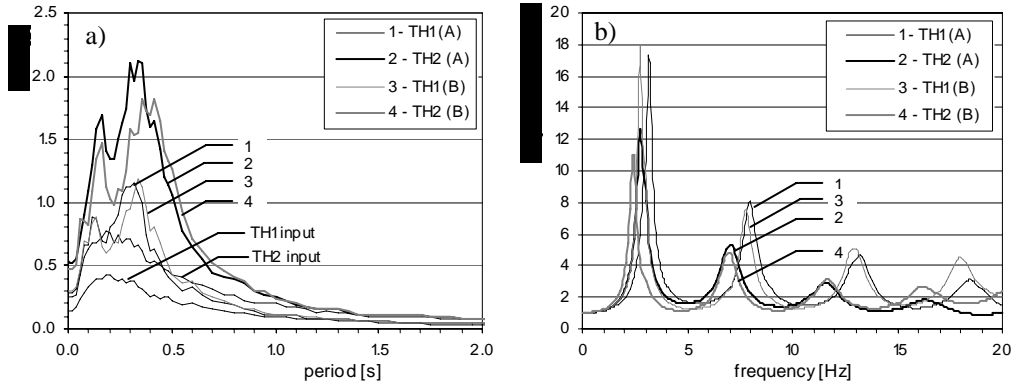 a)
2.5
2.0
1.5
1.0
0.5
0.0
0.0 0.5 1.0 1.5 2.0
period [s]
1- TH1 (A)
2 - TH2 (A)
3 - TH1 (B)
4 - TH2 (B)
1
2
3
4
TH1 input
TH2 input
b)
20
18
16
14
12
10
8
6
4
2
0
0 5 10 15 20
frequency [Hz]
1- TH1 (A)
2 - TH2 (A)
3 - TH1 (B)
4 - TH2 (B)
1
3
2
4